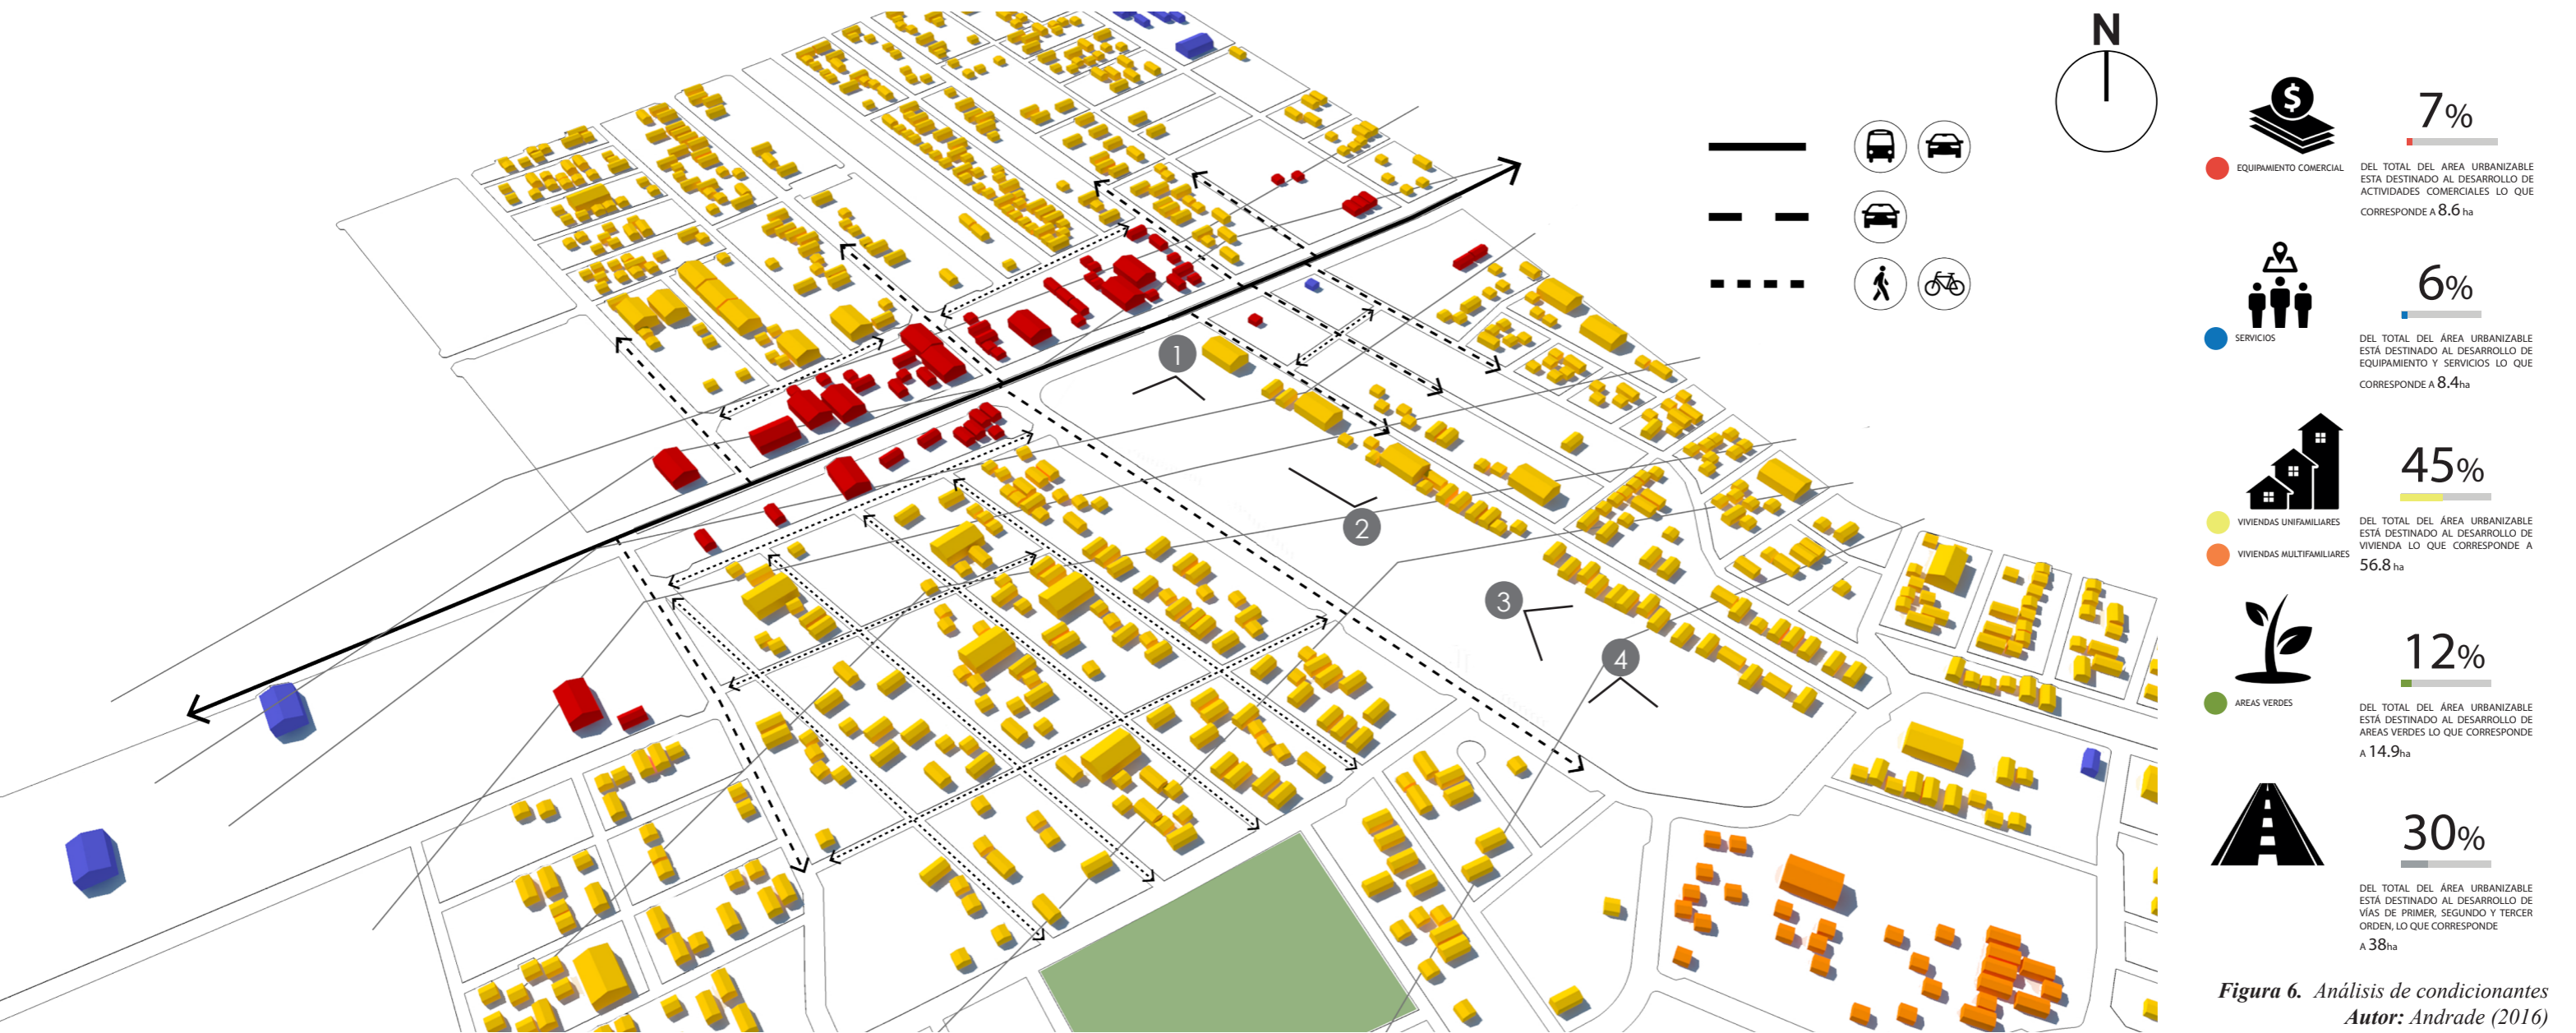 N
1
2
3
4
$
7%
EQUIPAMIENTO COMERCIAL
DEL TOTAL DEL AREA URBANIZABLE
ESTA DESTINADO AL DESARROLLO DE
ACTIVIDADES COMERCIALES LO QUE
CORRESPONDE A 8.6 ha
6%
SERVICIOS
DEL TOTAL DEL ÁREA URBANIZABLE
ESTÁ DESTINADO AL DESARROLLO DE
EQUIPAMIENTO Y SERVICIOS LO QUE
CORRESPONDE A 8.4ha
45%
VIVIENDAS UNIFAMILIARES
VIVIENDAS MULTIFAMILIARES
DEL TOTAL DEL ÁREA URBANIZABLE
ESTÁ DESTINADO AL DESARROLLO DE
VIVIENDA LO QUE CORRESPONDE A
56.8 ha
12%
AREAS VERDES
DEL TOTAL DEL ÁREA URBANIZABLE
ESTÁ DESTINADO AL DESARROLLO DE
AREAS VERDES LO QUE CORRESPONDE
A 14.9ha
30%
DEL TOTAL DEL ÁREA URBANIZABLE
ESTÁ DESTINADO AL DESARROLLO DE
VÍAS DE PRIMER, SEGUNDO Y TERCER
ORDEN, LO QUE CORRESPONDE
A 38ha
Figura 6. Análisis de condicionantes
Autor: Andrade (2016)